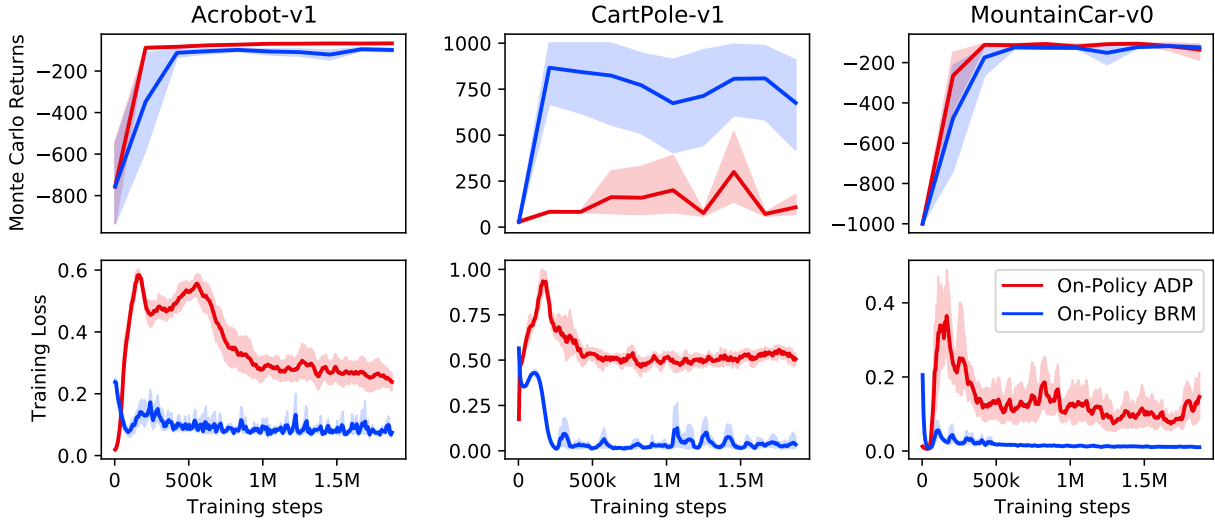 Acrobot-v1
CartPole-v1
MountainCar-v0
Monte Carlo Returns
−200
−400
−600
−800
1000
750
500
250
0
−200
−400
−600
−800
−1000
Training Loss
0.6
0.4
0.2
0.0
1.00
0.75
0.50
0.25
0.00
0.4
0.2
0.0
On-Policy ADP
On-Policy BRM
0 500k 1M 1.5M
0 500k 1M 1.5M
0 500k 1M 1.5M
Training steps
Training steps
Training steps